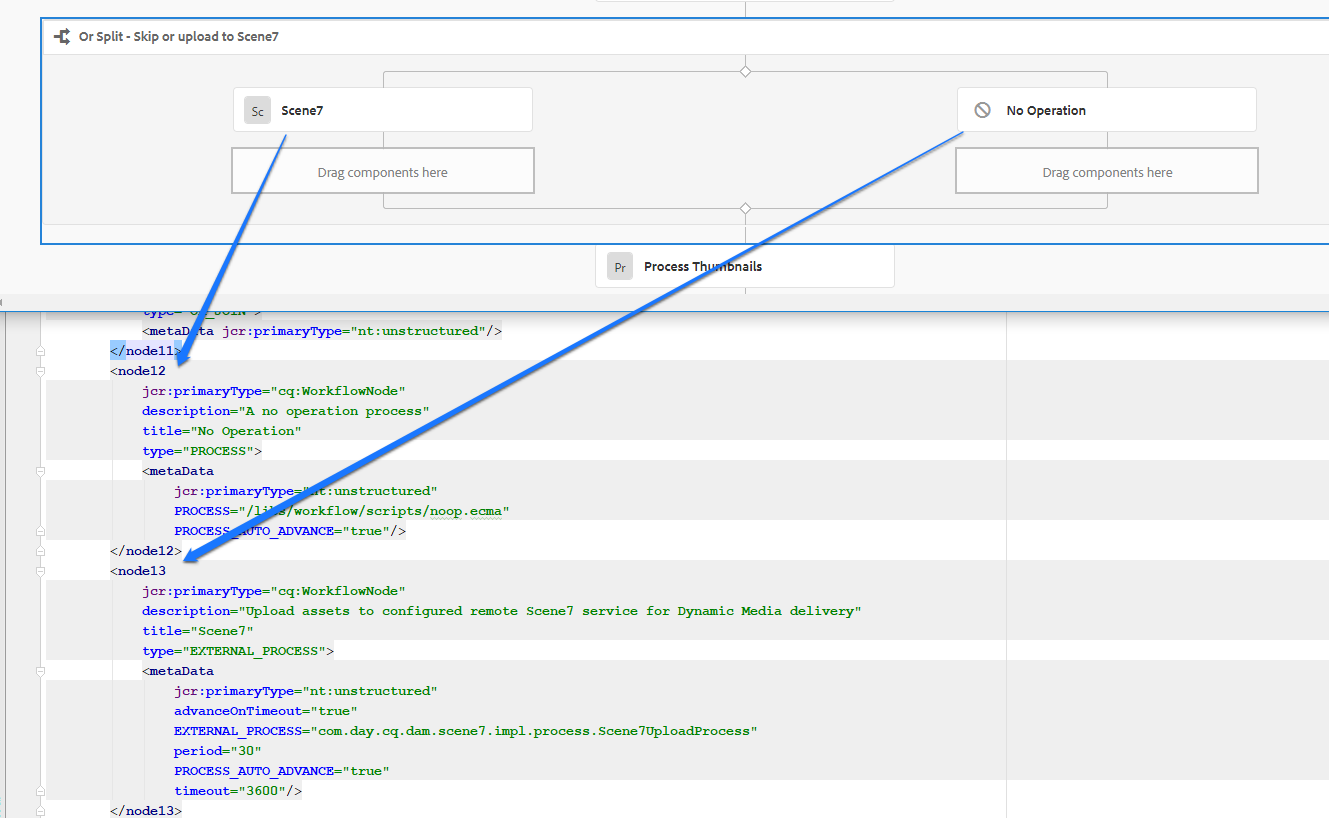 Or Split - Skip or upload to Scene7
Sc Scene7
No Operation
Drag components here
Drag components here
Pr Process Thumbnails
type="OR_JOIN">
<metaData jcr:primaryType="nt:unstructured"/>
</node11>
<node12
jcr:primaryType="cq:WorkflowNode"
description="A no operation process"
title="No Operation"
type="PROCESS">
<metaData
jcr:primaryType="nt:unstructured"
PROCESS="/libs/workflow/scripts/noop.ecma"
PROCESS_AUTO_ADVANCE="true"/>
</node12>
<node13
jcr:primaryType="cq:WorkflowNode"
description="Upload assets to configured remote Scene7 service for Dynamic Media delivery"
title="Scene7"
type="EXTERNAL_PROCESS">
<metaData
jcr:primaryType="nt:unstructured"
advanceOnTimeout="true"
EXTERNAL_PROCESS="com.day.cq.dam.scene7.impl.process.Scene7UploadProcess"
period="30"
PROCESS_AUTO_ADVANCE="true"
timeout="3600"/>
</node13>